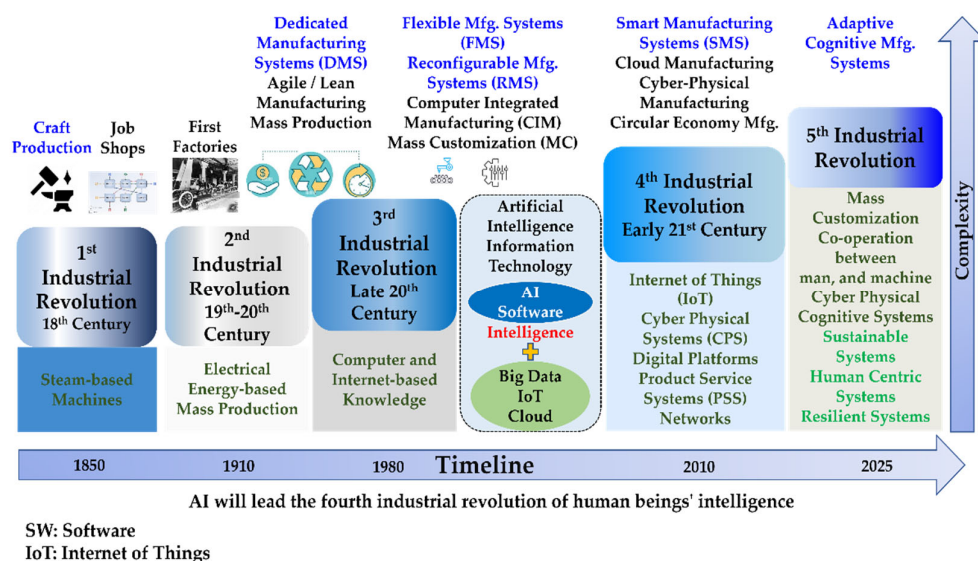 Craft
Production
Job
Shops
First
Factories
Dedicated
Manufacturing
Systems (DMS)
Agile / Lean
Manufacturing
Mass Production
Flexible Mfg. Systems
(FMS)
Reconfigurable Mfg.
Systems (RMS)
Computer Integrated
Manufacturing (CIM)
Mass Customization (MC)
Smart Manufacturing
Systems (SMS)
Cloud Manufacturing
Cyber-Physical
Manufacturing
Circular Economy Mfg.
Adaptive
Cognitive Mfg.
Systems
1st
Industrial
Revolution
18th Century
Steam-based
Machines
2nd
Industrial
Revolution
19th-20th
Century
Electrical
Energy-based
Mass Production
3rd
Industrial
Revolution
Late 20th
Century
Computer and
Internet-based
Knowledge
Artificial
Intelligence
Information
Technology
AI
Software
Intelligence
Big Data
IoT
Cloud
4th Industrial
Revolution
Early 21st Century
Internet of Things
(IoT)
Cyber Physical
Systems (CPS)
Digital Platforms
Product Service
Systems (PSS)
Networks
5th Industrial
Revolution
Mass
Customization
Co-operation
between
man, and machine
Cyber Physical
Cognitive Systems
Sustainable
Systems
Human Centric
Systems
Resilient Systems
Complexity
1850
1910
1980
Timeline
2010
2025
AI will lead the fourth industrial revolution of human beings' intelligence
SW: Software
IoT: Internet of Things